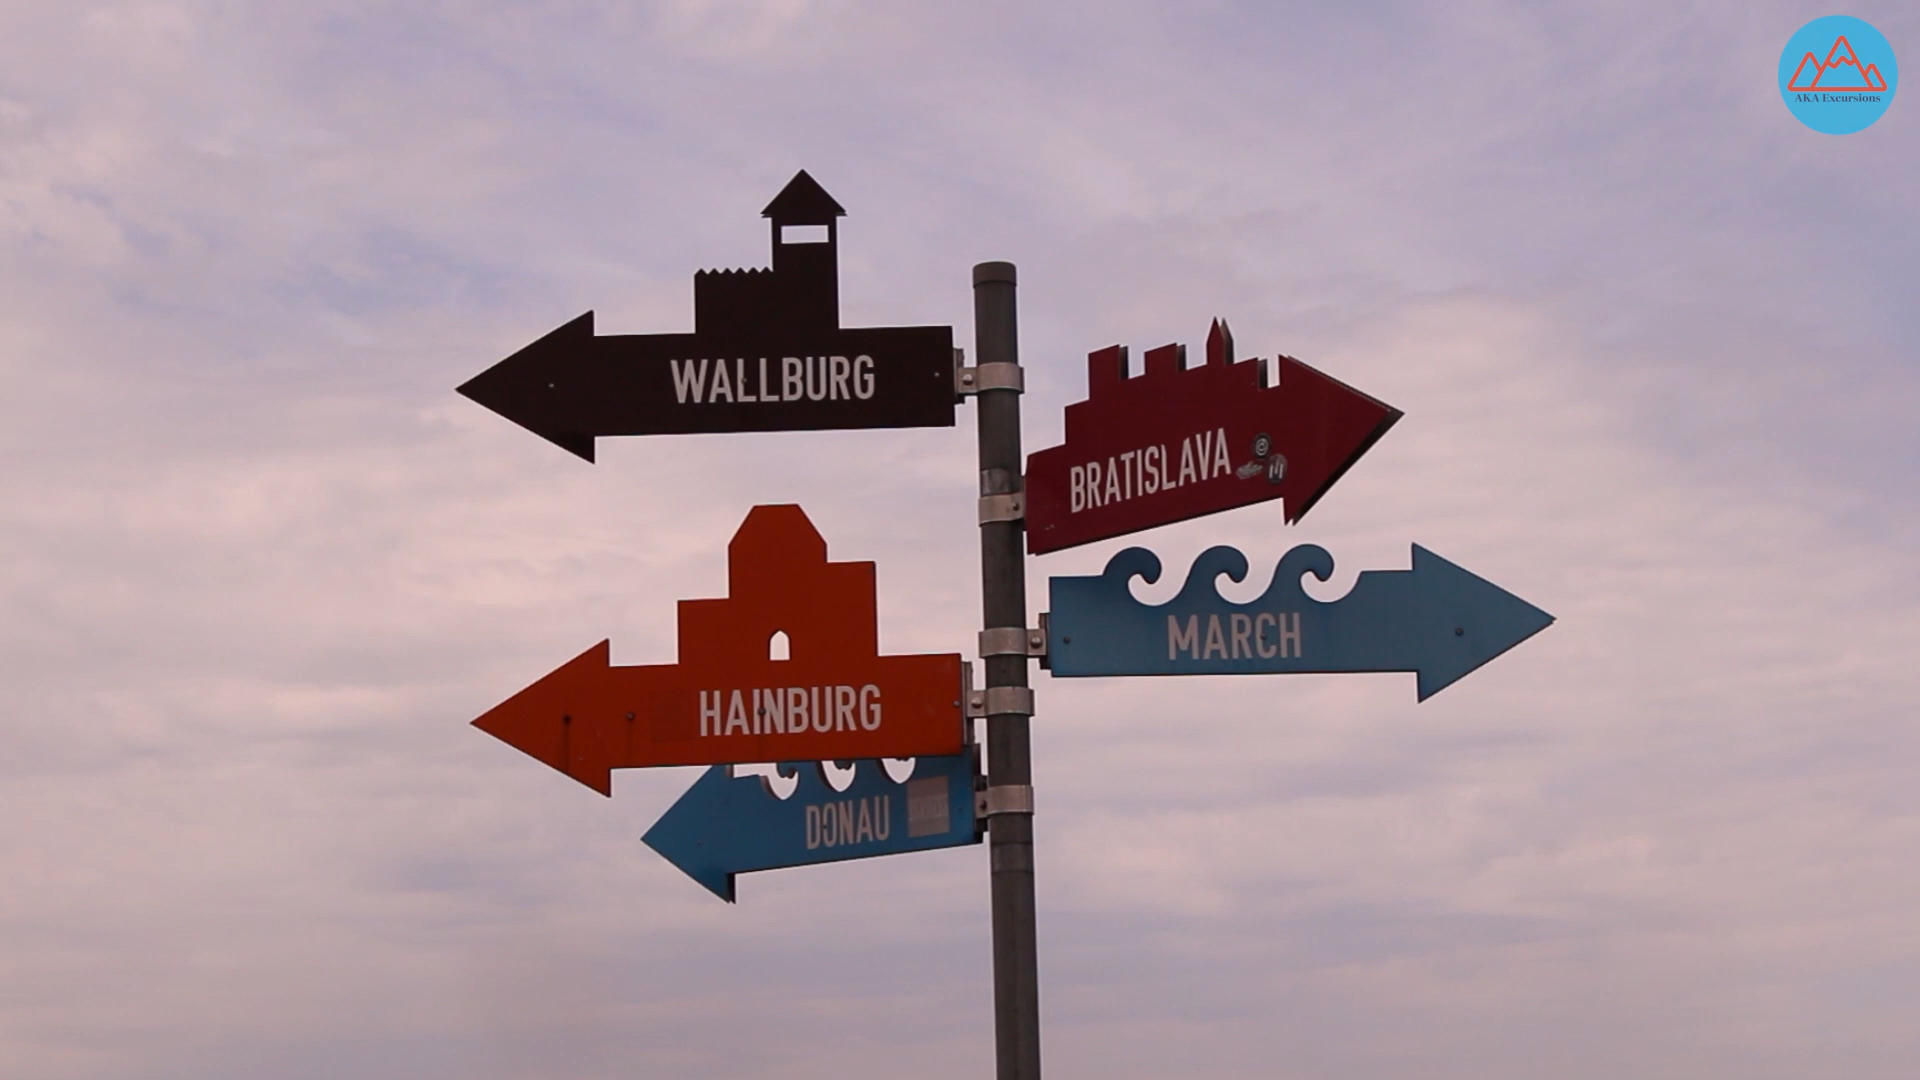 AKA Excursions
WALLBURG
BRATISLAVA
MARCH
HAINBURG
DONAU